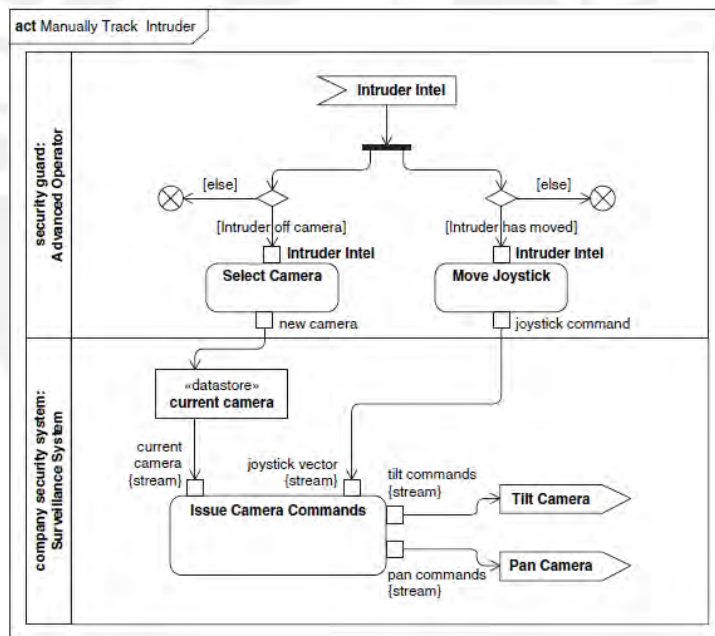 act Manually Track Intruder
security guard:
Advanced Operator
Intruder Intel
[else]
[else]
[Intruder off camera]
[Intruder has moved]
Intruder Intel
Intruder Intel
Select Camera
Move Joystick
new camera
joystick command
company security system:
Surveillance System
«datastore»
current camera
current
camera
{stream}
joystick vector
{stream}
tilt commands
{stream}
Tilt Camera
Issue Camera Commands
Pan Camera
pan commands
{stream}